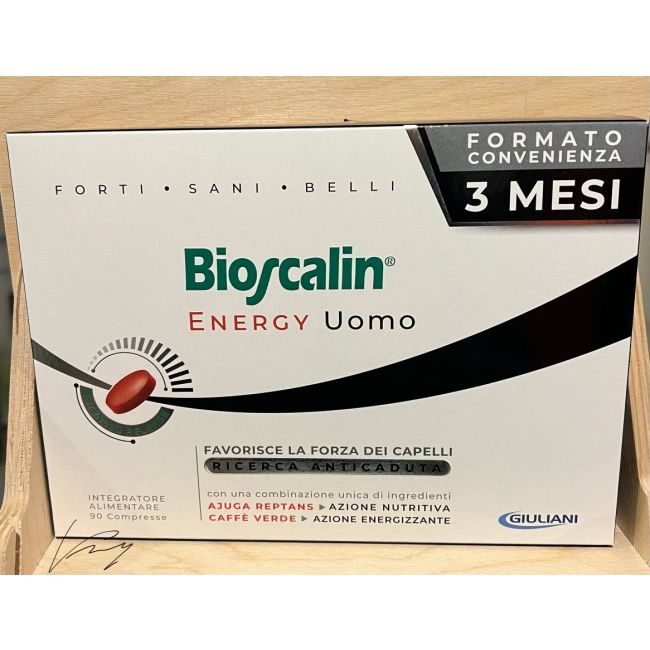 FORMATO
CONVENIENZA
3 MESI
FORTI • SANI • BELLI
Bioscalin®
ENERGY Uomo
FAVORISCE LA FORZA DEI CAPELLI
RICERCA ANTICADUTA
con una combinazione unica di ingredienti
AJUGA REPTANS ▸ AZIONE NUTRITIVA
CAFFÈ VERDE ▸ AZIONE ENERGIZZANTE
INTEGRATORE
ALIMENTARE
90 Compresse
GIULIANI